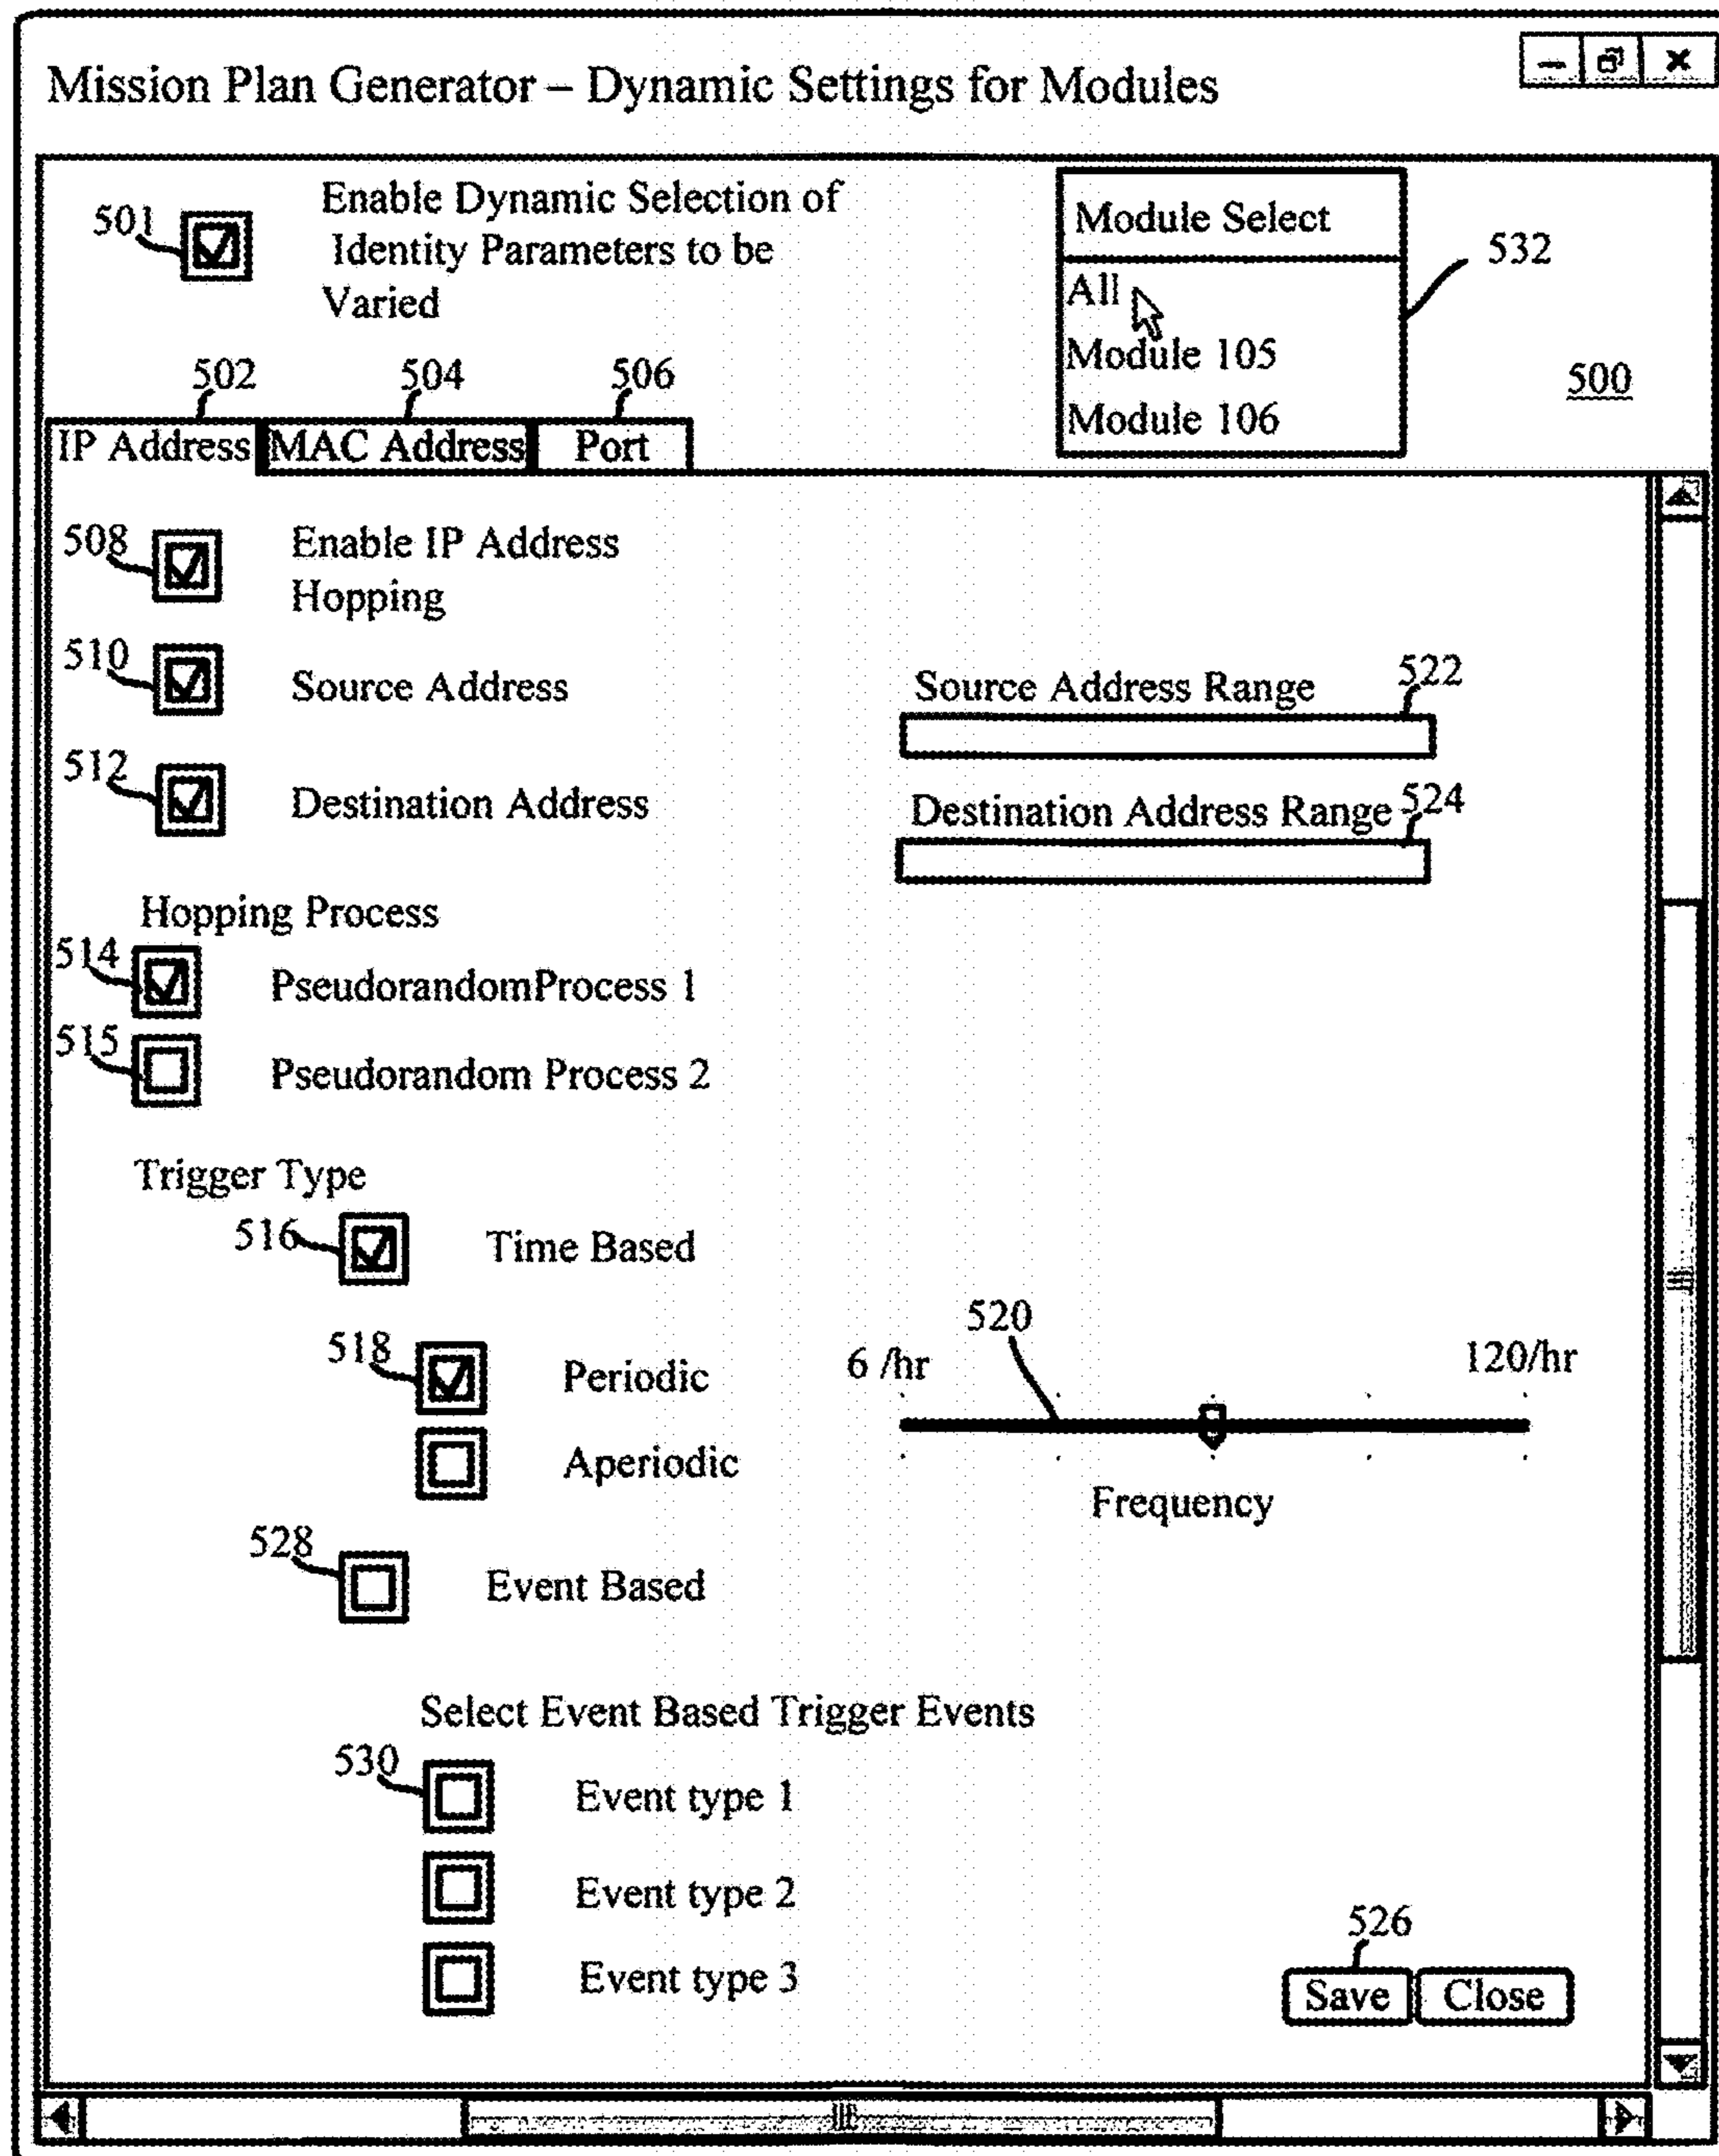 Mission Plan Generator – Dynamic Settings for Modules
501
Enable Dynamic Selection of
Identity Parameters to be
Varied
Module Select
All
Module 105
Module 106
532
500
502
504
506
IP Address
MAC Address
Port
508
Enable IP Address
Hopping
510
Source Address
Source Address Range
522
512
Destination Address
Destination Address Range
524
Hopping Process
514
PseudorandomProcess 1
515
Pseudorandom Process 2
Trigger Type
516
Time Based
518
Periodic
6 /hr
520
120/hr
Aperiodic
Frequency
528
Event Based
Select Event Based Trigger Events
530
Event type 1
Event type 2
Event type 3
526
Save
Close